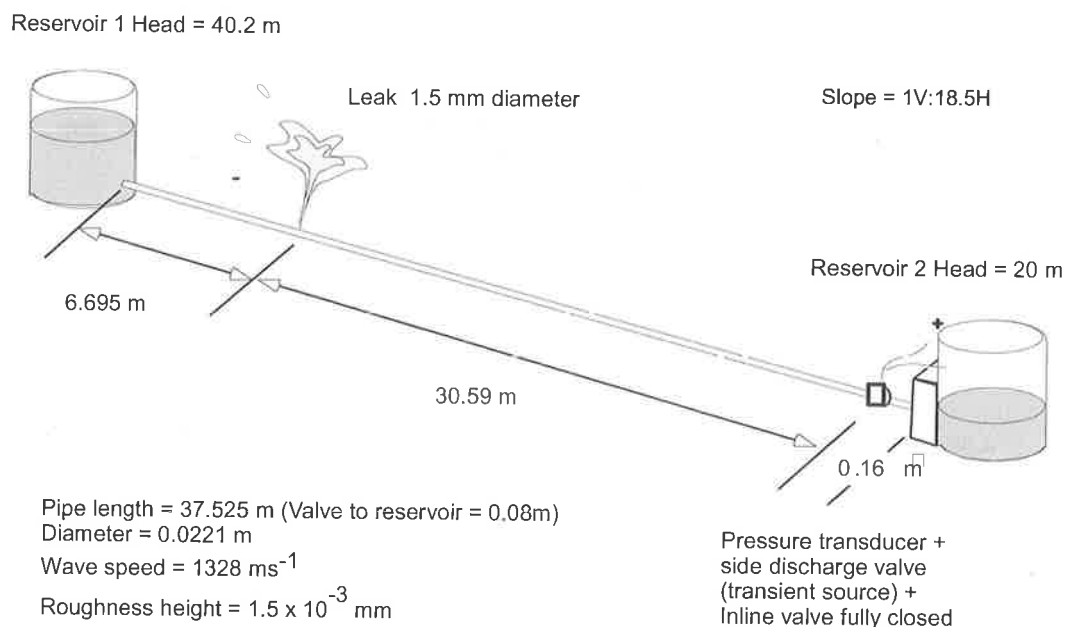 Reservoir 1 Head = 40.2 m
Leak 1.5 mm diameter
Slope = 1V:18.5H
Reservoir 2 Head = 20 m
6.695 m
30.59 m
0.16 m
Pipe length = 37.525 m (Valve to reservoir = 0.08m)
Diameter = 0.0221 m
Wave speed = 1328 ms⁻¹
Roughness height = 1.5 x 10⁻³ mm
Pressure transducer +
side discharge valve
(transient source) +
Inline valve fully closed